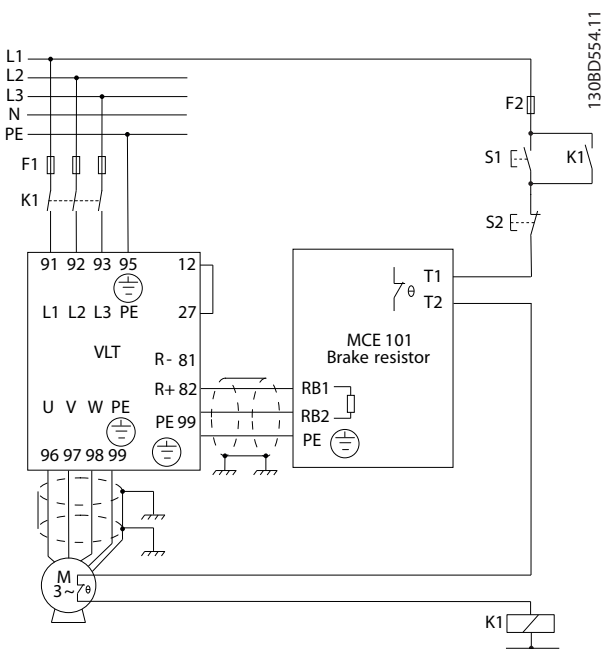 130BD554.11
L1
L2
L3
N
PE
F2
F1
S1
K1
K1
S2
91 92 93 95 12
L1 L2 L3 PE 27
VLT
R- 81
R+ 82
U V W PE
PE 99
96 97 98 99
θ
T1
T2
MCE 101
Brake resistor
RB1
RB2
PE
M
3~
θ
K1